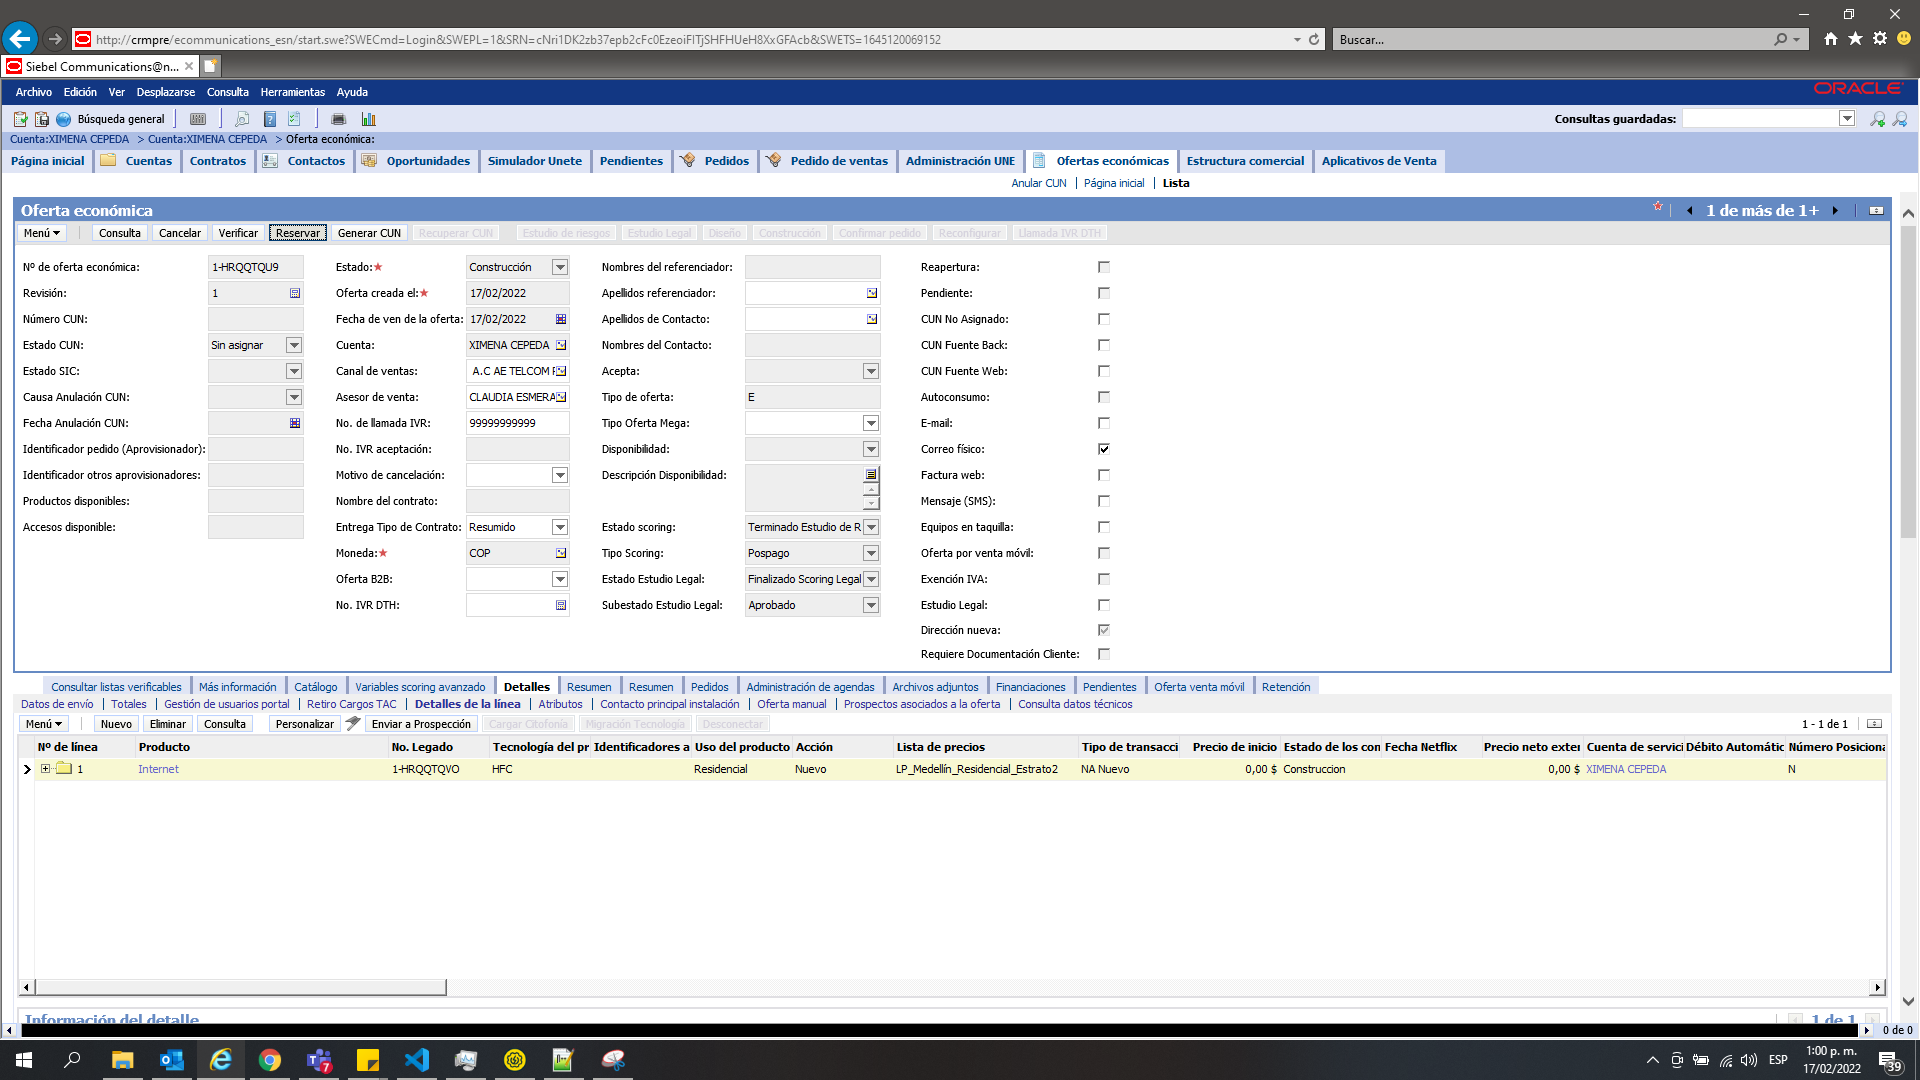 http://crmpre/ecommunications_esn/start.swe?SWECmd=Login&SWEPL=1&SRN=cNri1DK2zb37epb2cFc0EzeoiFITjSHFHUeH8XxGFAcb&SWETS=1645120069152
Buscar...
Siebel Communications@n...
Archivo Edición Ver Desplazarse Consulta Herramientas Ayuda
ORACLE
Búsqueda general
Consultas guardadas:
Cuenta:XIMENA CEPEDA > Cuenta:XIMENA CEPEDA > Oferta económica:
Página inicial Cuentas Contratos Contactos Oportunidades Simulador Unete Pendientes Pedidos Pedido de ventas Administración UNE Ofertas económicas Estructura comercial Aplicativos de Venta
Anular CUN Página inicial Lista
Oferta económica
1 de más de 1+
Menú Consulta Cancelar Verificar Reservar Generar CUN Recuperar CUN Estudio de riesgos Estudio Legal Diseño Construcción Confirmar pedido Reconfigurar Llamada IVR DTH
Nº de oferta económica: 1-HRQQTQU9 Estado:* Construcción Nombres del referenciador: Reapertura:
Revisión: 1 Oferta creada el:* 17/02/2022 Apellidos referenciador: Pendiente:
Número CUN: Fecha de ven de la oferta: 17/02/2022 Apellidos de Contacto: CUN No Asignado:
Estado CUN: Sin asignar Cuenta: XIMENA CEPEDA Nombres del Contacto: CUN Fuente Back:
Estado SIC: Canal de ventas: A.C AE TELCOM Acepta: CUN Fuente Web:
Causa Anulación CUN: Asesor de venta: CLAUDIA ESMERA Tipo de oferta: E Autoconsumo:
Fecha Anulación CUN: No. de llamada IVR: 99999999999 Tipo Oferta Mega: E-mail:
Identificador pedido (Aprovisionador): No. IVR aceptación: Disponibilidad: Correo físico:
Identificador otros aprovisionadores: Motivo de cancelación: Descripción Disponibilidad: Factura web:
Productos disponibles: Nombre del contrato: Mensaje (SMS):
Accesos disponible: Entrega Tipo de Contrato: Resumido Estado scoring: Terminado Estudio de R Equipos en taquilla:
Moneda:* COP Tipo Scoring: Pospago Oferta por venta móvil:
Oferta B2B: Estado Estudio Legal: Finalizado Scoring Legal Exención IVA:
No. IVR DTH: Subestado Estudio Legal: Aprobado Estudio Legal:
Dirección nueva:
Requiere Documentación Cliente:
Consultar listas verificables Más información Catálogo Variables scoring avanzado Detalles Resumen Resumen Pedidos Administración de agendas Archivos adjuntos Financiaciones Pendientes Oferta venta móvil Retención
Datos de envío Totales Gestión de usuarios portal Retiro Cargos TAC Detalles de la línea Atributos Contacto principal instalación Oferta manual Prospectos asociados a la oferta Consulta datos técnicos
Menú Nuevo Eliminar Consulta Personalizar Enviar a Prospección Cargar Citofonía Migración Tecnología Desconectar 1 - 1 de 1
Nº de línea Producto No. Legado Tecnología del pr Identificadores a Uso del producto Acción Lista de precios Tipo de transacci Precio de inicio Estado de los con Fecha Netflix Precio neto exter Cuenta de servici Débito Automátic Número Posiciona
1 Internet 1-HRQQTQVO HFC Residencial Nuevo LP_Medellín_Residencial_Estrato2 NA Nuevo 0,00 $ Construccion 0,00 $ XIMENA CEPEDA N
Información del detalle 1 de 1
0 de 0
7
ESP
1:00 p. m.
17/02/2022
39